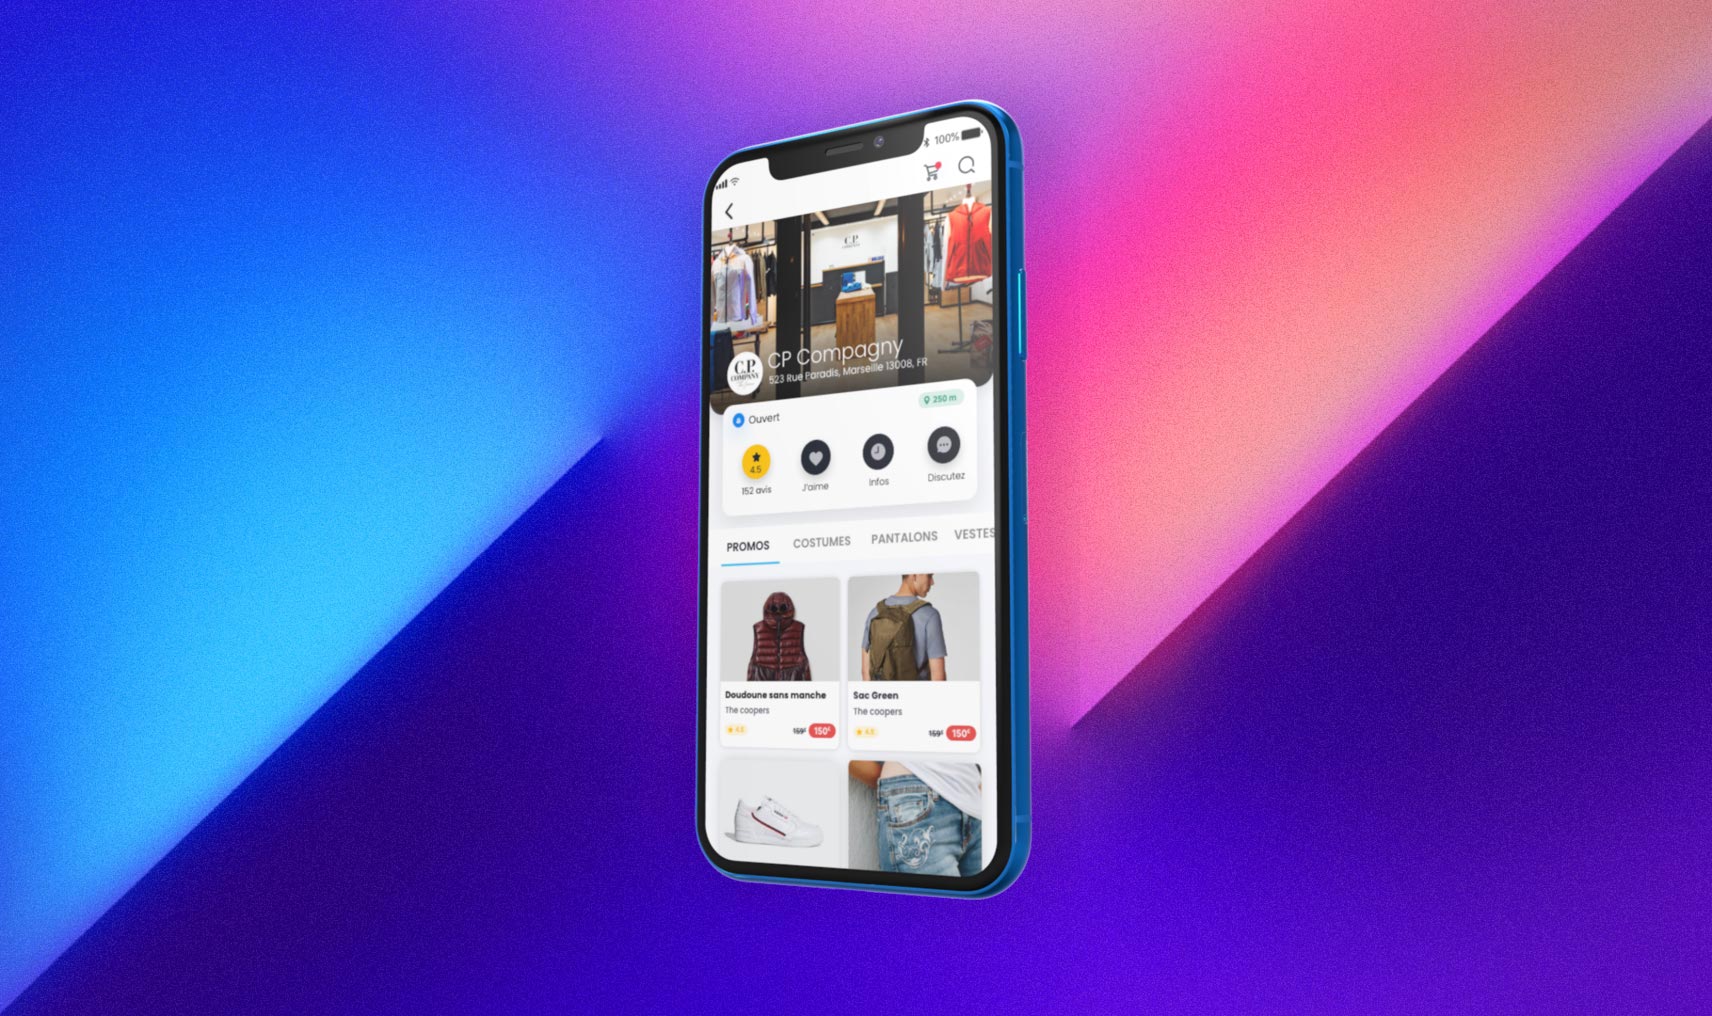 100%
C.P.
COMPANY
C.P.
COMPANY
CP Compagny
523 Rue Paradis, Marseille 13008, FR
Ouvert
250 m
4.5
152 avis
J'aime
Infos
Discutez
PROMOS COSTUMES PANTALONS VESTES
Doudoune sans manche
The coopers
4.5 159€ 150€
Sac Green
The coopers
4.5 159€ 150€